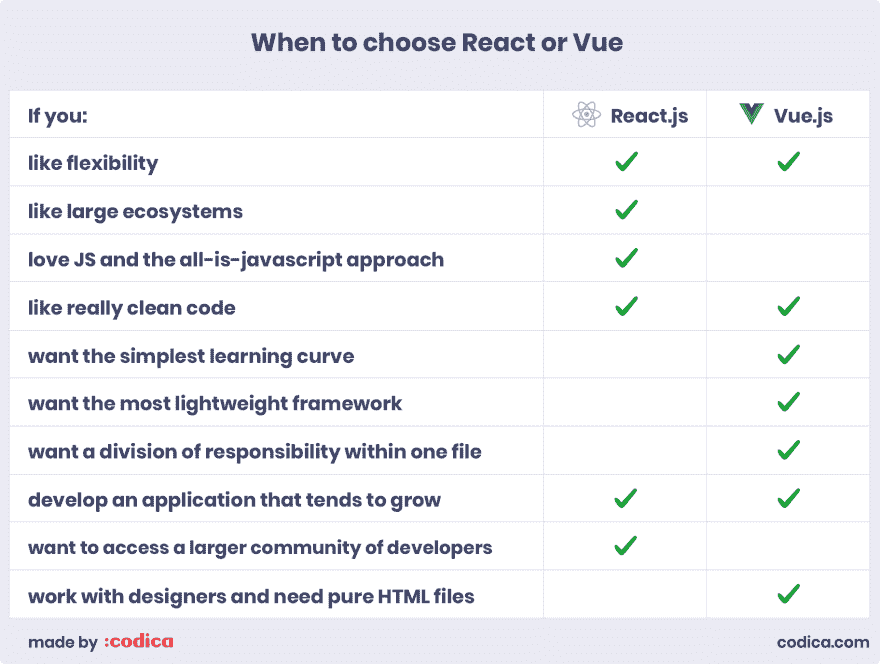 When to choose React or Vue
If you: React.js Vue.js
like flexibility
like large ecosystems
love JS and the all-is-javascript approach
like really clean code
want the simplest learning curve
want the most lightweight framework
want a division of responsibility within one file
develop an application that tends to grow
want to access a larger community of developers
work with designers and need pure HTML files
made by :codica codica.com